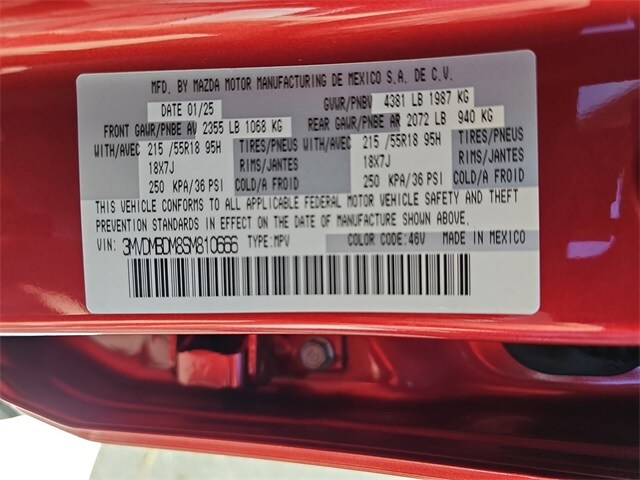 MFD. BY MAZDA MOTOR MANUFACTURING DE MEXICO S.A. DE C.V.
DATE 01/25 GVWR/PNBV 4381 LB 1987 KG
FRONT GAWR/PNBE AV 2355 LB 1068 KG REAR GAWR/PNBE AR 2072 LB 940 KG
WITH/AVEC 215 /55R18 95H TIRES/PNEUS WITH/AVEC 215 /55R18 95H TIRES/PNEUS
18X7J RIMS/JANTES 18X7J RIMS/JANTES
250 KPA/36 PSI COLD/A FROID 250 KPA/36 PSI COLD/A FROID
THIS VEHICLE CONFORMS TO ALL APPLICABLE FEDERAL MOTOR VEHICLE SAFETY AND THEFT
PREVENTION STANDARDS IN EFFECT ON THE DATE OF MANUFACTURE SHOWN ABOVE.
VIN: 3MVDMBDM8SM810666 TYPE:MPV COLOR CODE:46V MADE IN MEXICO